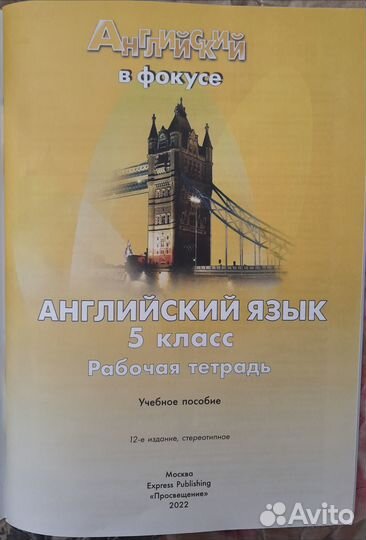 Английский
в фокусе
АНГЛИЙСКИЙ ЯЗЫК
5 класс
Рабочая тетрадь
Учебное пособие
12-е издание, стереотипное
Москва
Express Publishing
«Просвещение»
2022
Avito